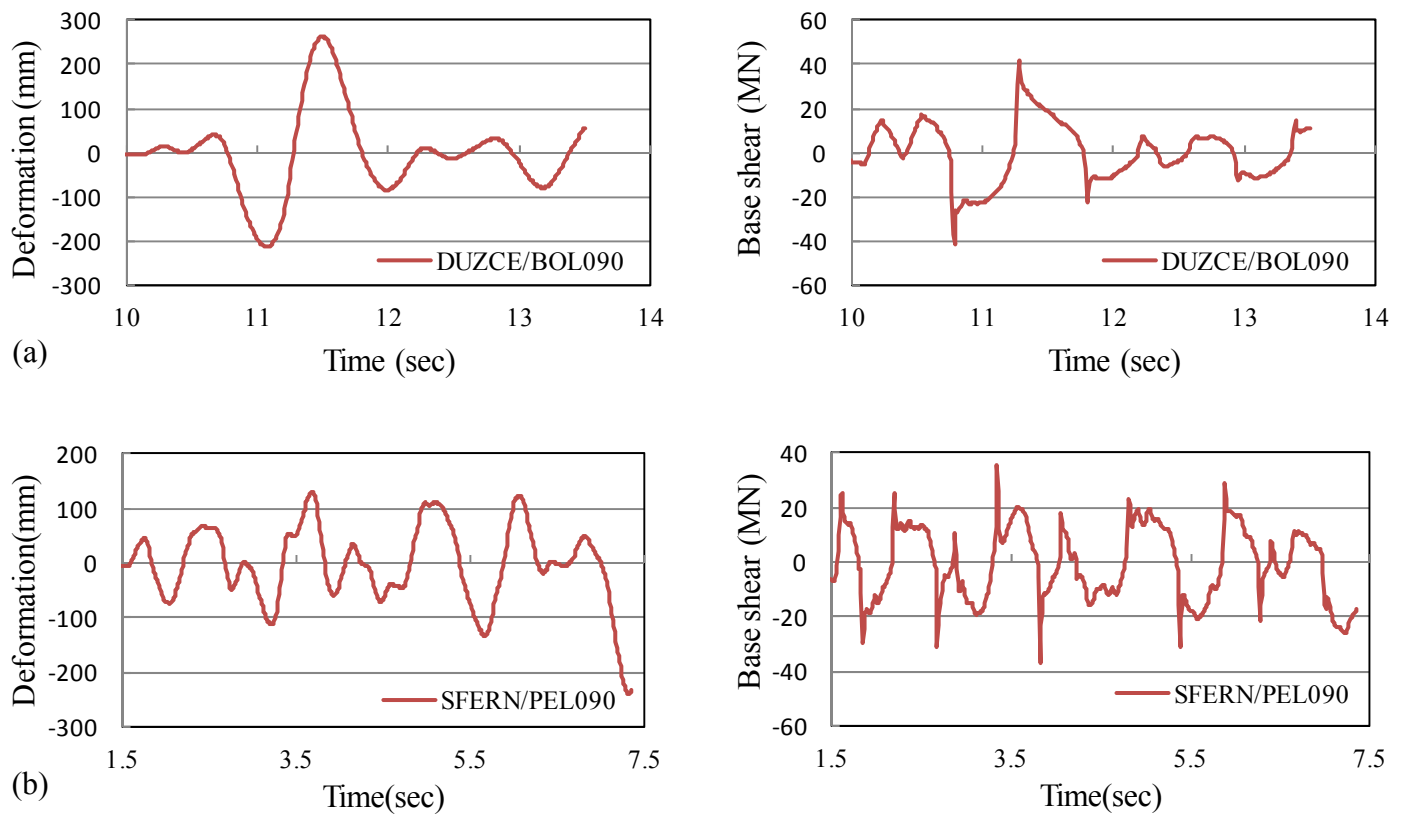 300
200
100
0
-100
-200
-300
Deformation (mm)
DUZCE/BOL090
10 11 12 13 14
Time (sec)
(a)
60
40
20
0
-20
-40
-60
Base shear (MN)
DUZCE/BOL090
10 11 12 13 14
Time (sec)
200
100
0
-100
-200
-300
Deformation(mm)
SFERN/PEL090
1.5 3.5 5.5 7.5
Time(sec)
(b)
40
20
0
-20
-40
-60
Base shear (MN)
SFERN/PEL090
1.5 3.5 5.5 7.5
Time(sec)